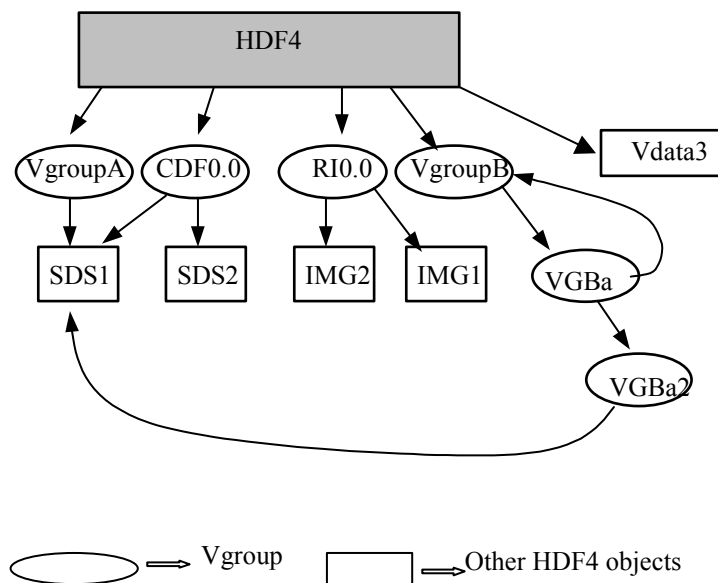 HDF4
VgroupA
CDF0.0
RI0.0
VgroupB
Vdata3
SDS1
SDS2
IMG2
IMG1
VGBa
VGBa2
Vgroup
Other HDF4 objects